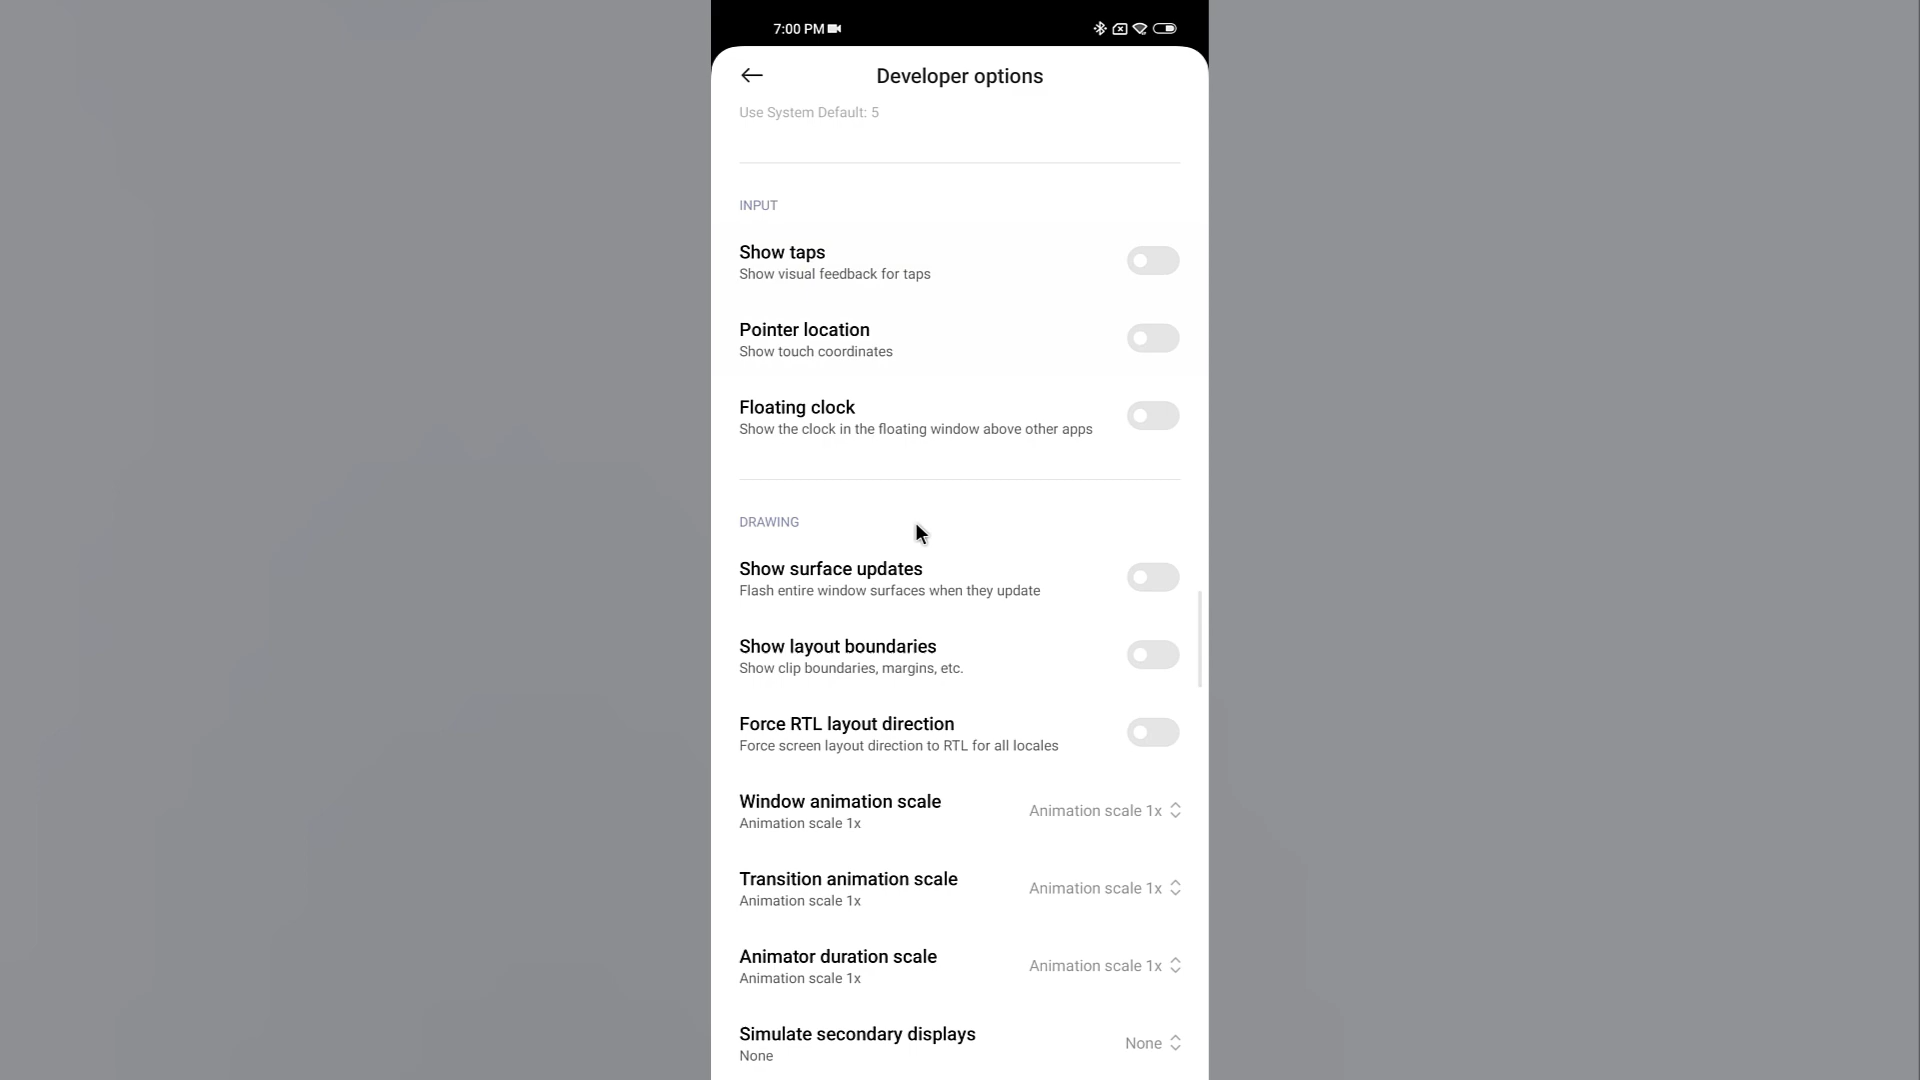 7:00 PM
Developer options
Use System Default: 5
INPUT
Show taps
Show visual feedback for taps
Pointer location
Show touch coordinates
Floating clock
Show the clock in the floating window above other apps
DRAWING
Show surface updates
Flash entire window surfaces when they update
Show layout boundaries
Show clip boundaries, margins, etc.
Force RTL layout direction
Force screen layout direction to RTL for all locales
Window animation scale
Animation scale 1x
Animation scale 1x
Transition animation scale
Animation scale 1x
Animation scale 1x
Animator duration scale
Animation scale 1x
Animation scale 1x
Simulate secondary displays
None
None